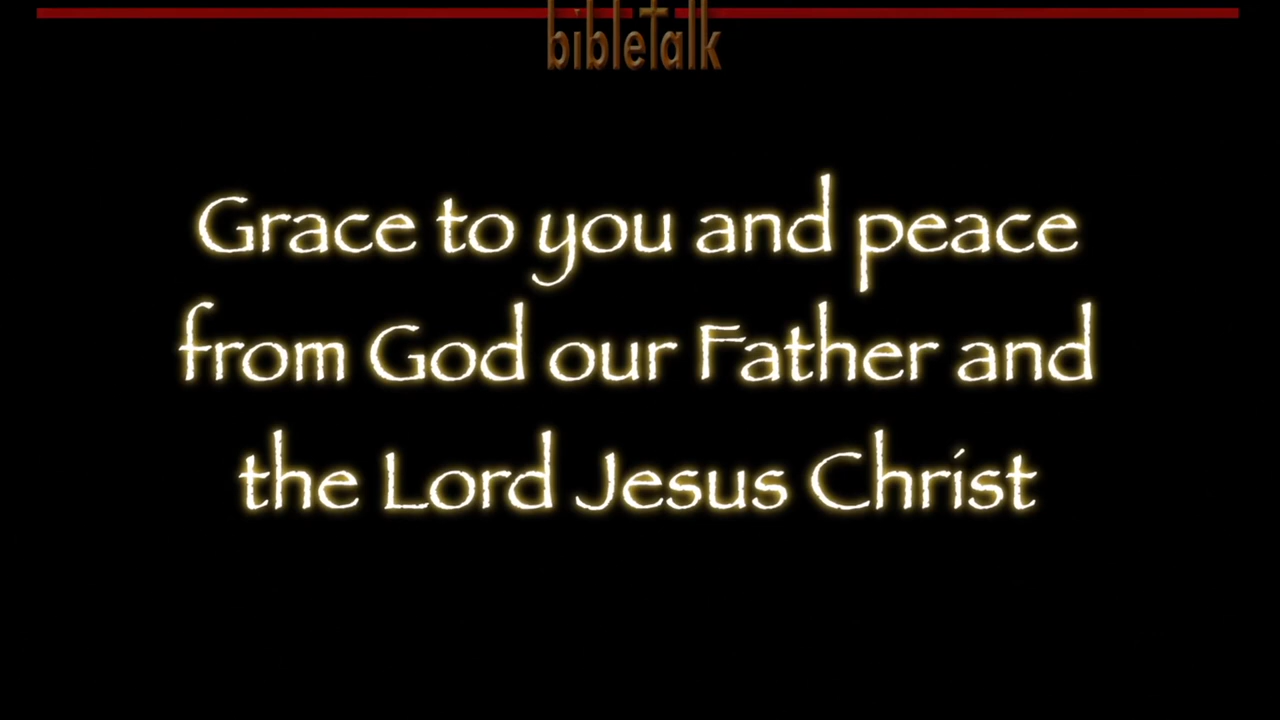 bibletalk
Grace to you and peace
from God our Father and
the Lord Jesus Christ